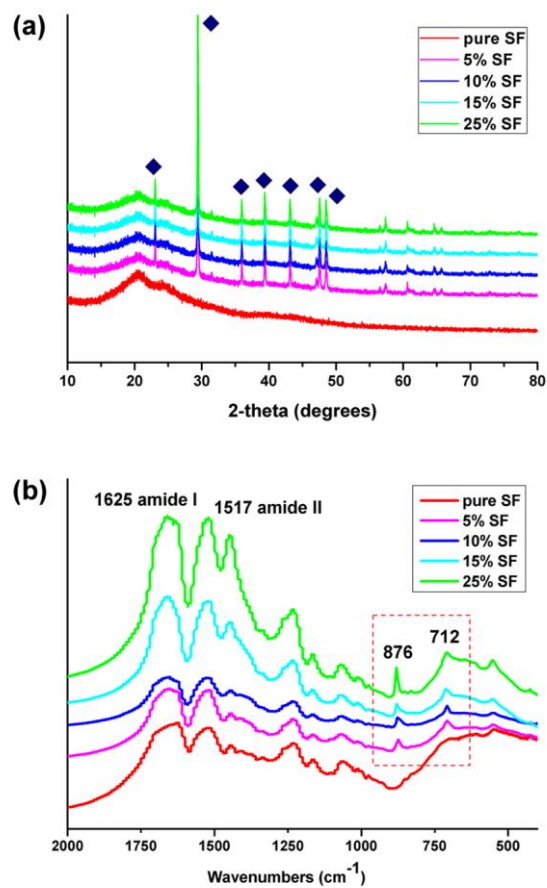 (a)
pure SF
5% SF
10% SF
15% SF
25% SF
10 20 30 40 50 60 70 80
2-theta (degrees)
(b)
1625 amide I
1517 amide II
pure SF
5% SF
10% SF
15% SF
25% SF
876
712
2000 1750 1500 1250 1000 750 500
Wavenumbers (cm⁻¹)